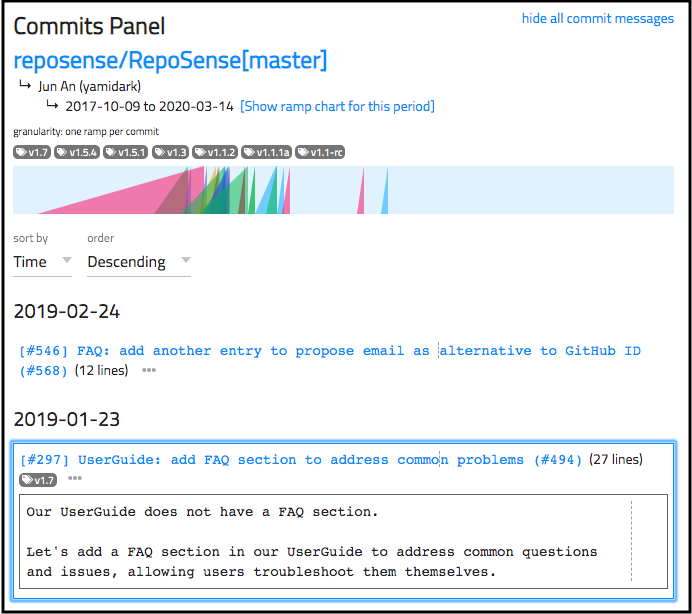 Commits Panel
hide all commit messages
reposense/RepoSense[master]
Jun An (yamidark)
2017-10-09 to 2020-03-14 [Show ramp chart for this period]
granularity: one ramp per commit
v1.7 v1.5.4 v1.5.1 v1.3 v1.1.2 v1.1.1a v1.1-rc
sort by order
Time Descending
2019-02-24
[#546] FAQ: add another entry to propose email as alternative to GitHub ID
(#568) (12 lines) •••
2019-01-23
[#297] UserGuide: add FAQ section to address common problems (#494) (27 lines)
v1.7 •••
Our UserGuide does not have a FAQ section.
Let's add a FAQ section in our UserGuide to address common questions
and issues, allowing users troubleshoot them themselves.